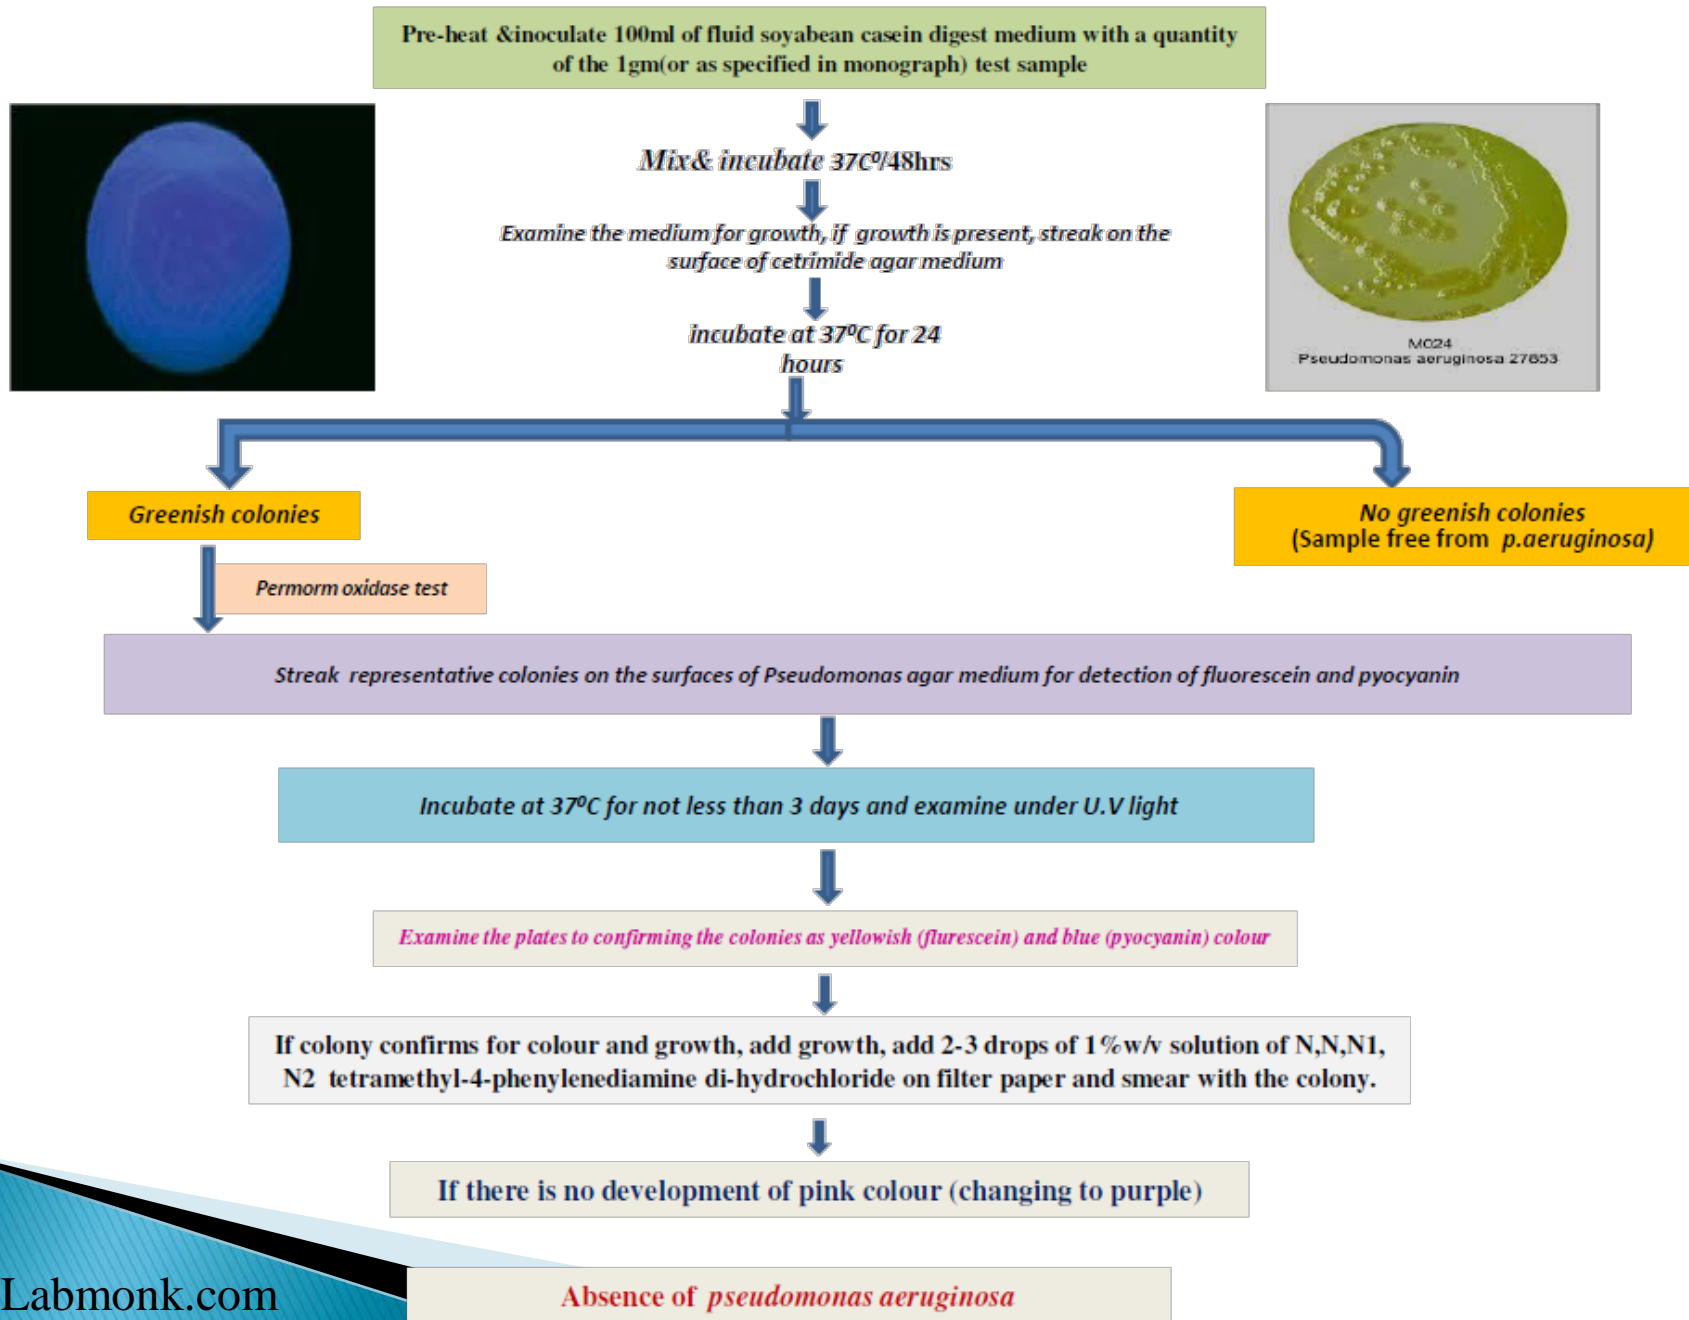 Pre-heat &inoculate 100ml of fluid soyabean casein digest medium with a quantity
of the 1gm(or as specified in monograph) test sample
Mix& incubate 37C⁰/48hrs
Examine the medium for growth, if growth is present, streak on the
surface of cetrimide agar medium
incubate at 37⁰C for 24
hours
M024
Pseudomonas aeruginosa 27853
Greenish colonies
No greenish colonies
(Sample free from p.aeruginosa)
Permorm oxidase test
Streak representative colonies on the surfaces of Pseudomonas agar medium for detection of fluorescein and pyocyanin
Incubate at 37⁰C for not less than 3 days and examine under U.V light
Examine the plates to confirming the colonies as yellowish (flurescein) and blue (pyocyanin) colour
If colony confirms for colour and growth, add growth, add 2-3 drops of 1%w/v solution of N,N,N1,
N2 tetramethyl-4-phenylenediamine di-hydrochloride on filter paper and smear with the colony.
If there is no development of pink colour (changing to purple)
Absence of pseudomonas aeruginosa
Labmonk.com